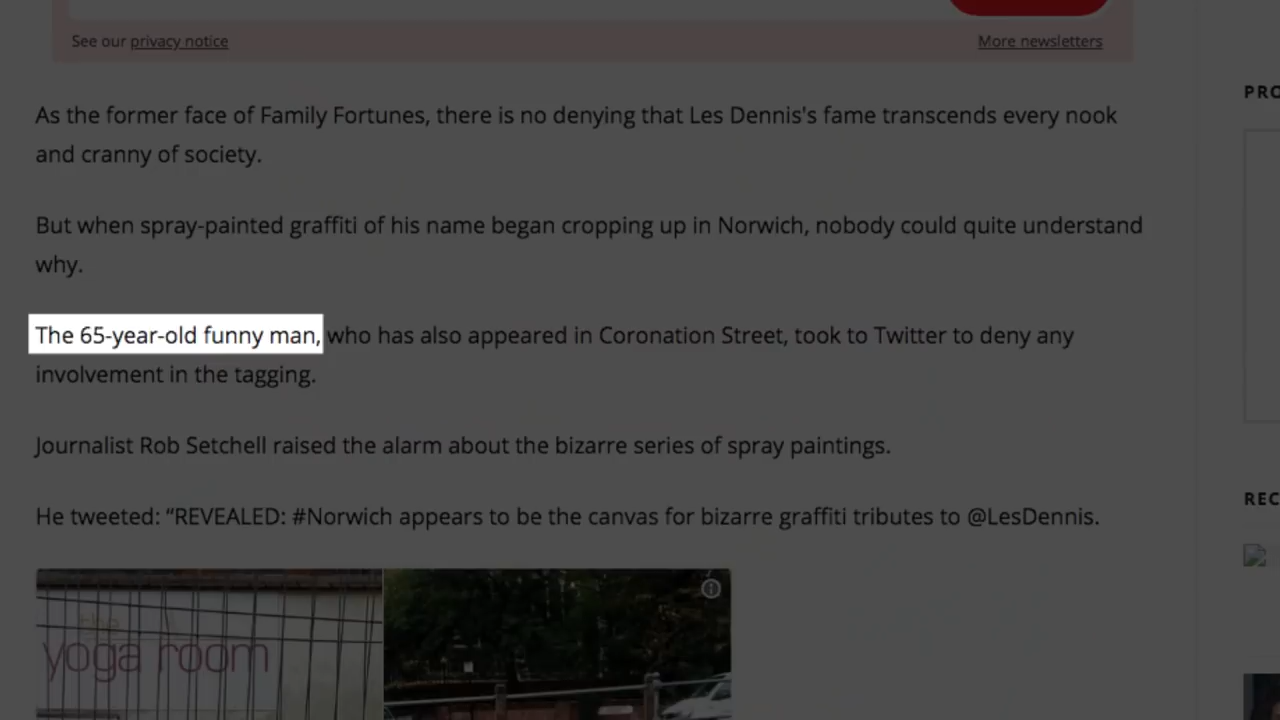 See our privacy notice
More newsletters
PRO
As the former face of Family Fortunes, there is no denying that Les Dennis's fame transcends every nook
and cranny of society.
But when spray-painted graffiti of his name began cropping up in Norwich, nobody could quite understand
why.
The 65-year-old funny man, who has also appeared in Coronation Street, took to Twitter to deny any
involvement in the tagging.
Journalist Rob Setchell raised the alarm about the bizarre series of spray paintings.
REC
He tweeted: “REVEALED: #Norwich appears to be the canvas for bizarre graffiti tributes to @LesDennis.
the
yoga room